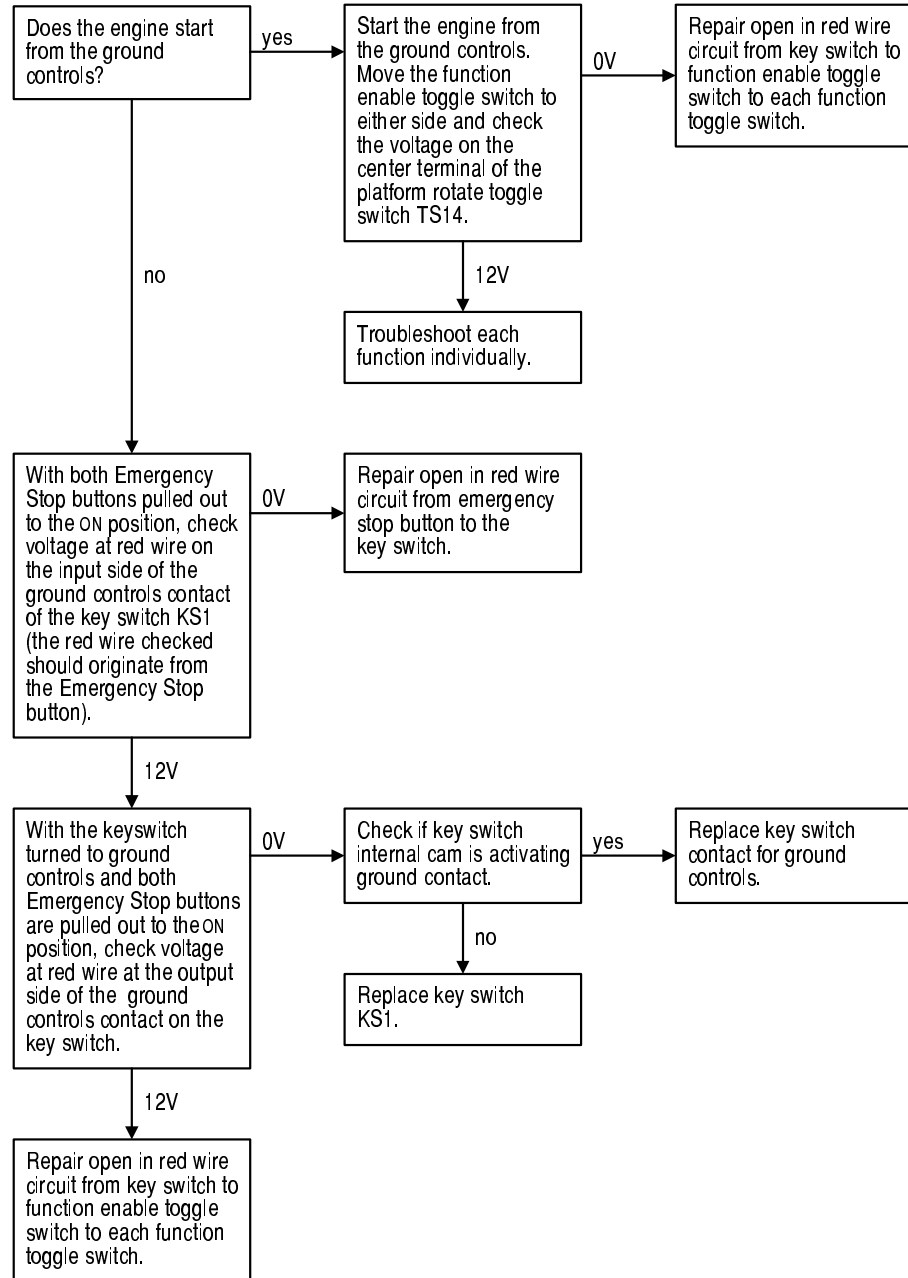 Does the engine start
from the ground
controls?
yes
Start the engine from
the ground controls.
Move the function
enable toggle switch to
either side and check
the voltage on the
center terminal of the
platform rotate toggle
switch TS14.
0V
Repair open in red wire
circuit from key switch to
function enable toggle
switch to each function
toggle switch.
no
12V
Troubleshoot each
function individually.
With both Emergency
Stop buttons pulled out
to the ON position, check
voltage at red wire on
the input side of the
ground controls contact
of the key switch KS1
(the red wire checked
should originate from
the Emergency Stop
button).
0V
Repair open in red wire
circuit from emergency
stop button to the
key switch.
12V
With the keyswitch
turned to ground
controls and both
Emergency Stop buttons
are pulled out to the ON
position, check voltage
at red wire at the output
side of the ground
controls contact on the
key switch.
0V
Check if key switch
internal cam is activating
ground contact.
yes
Replace key switch
contact for ground
controls.
no
Replace key switch
KS1.
12V
Repair open in red wire
circuit from key switch to
function enable toggle
switch to each function
toggle switch.